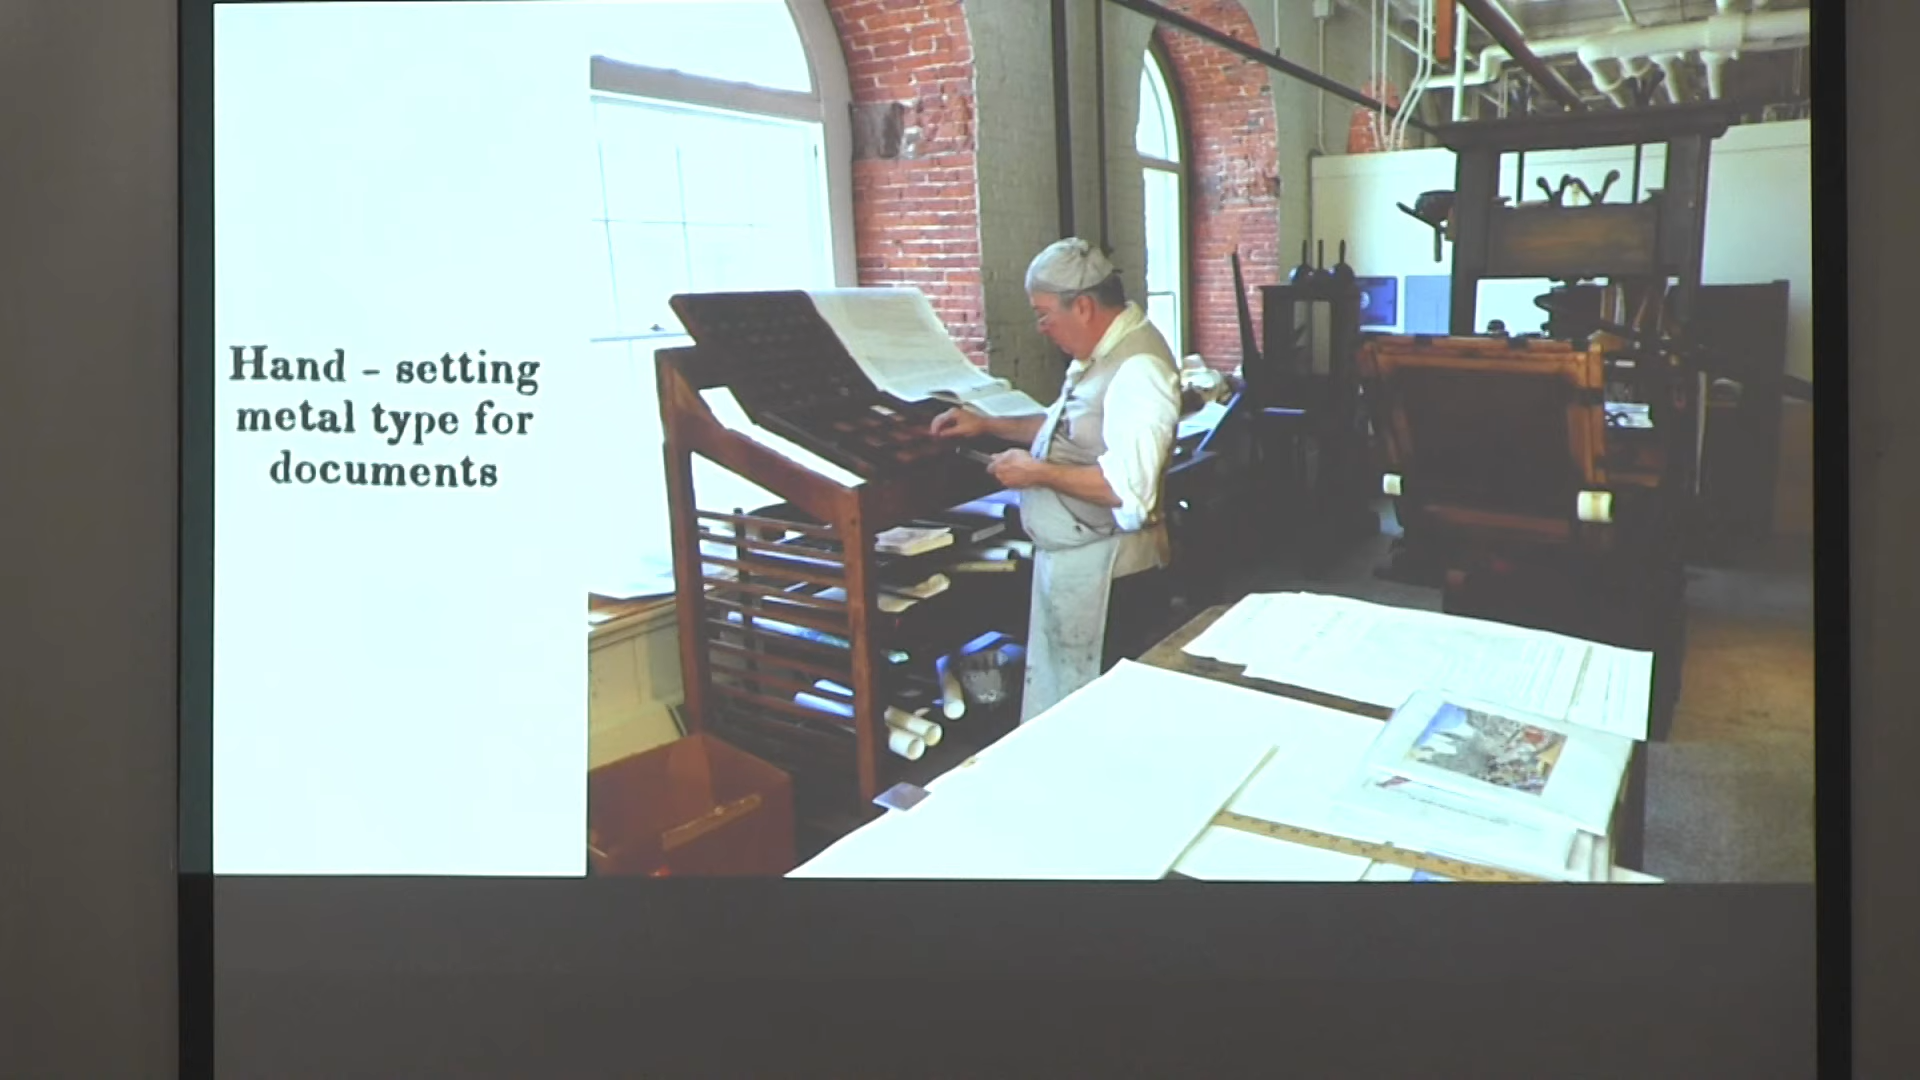 Hand - setting
metal type for
documents